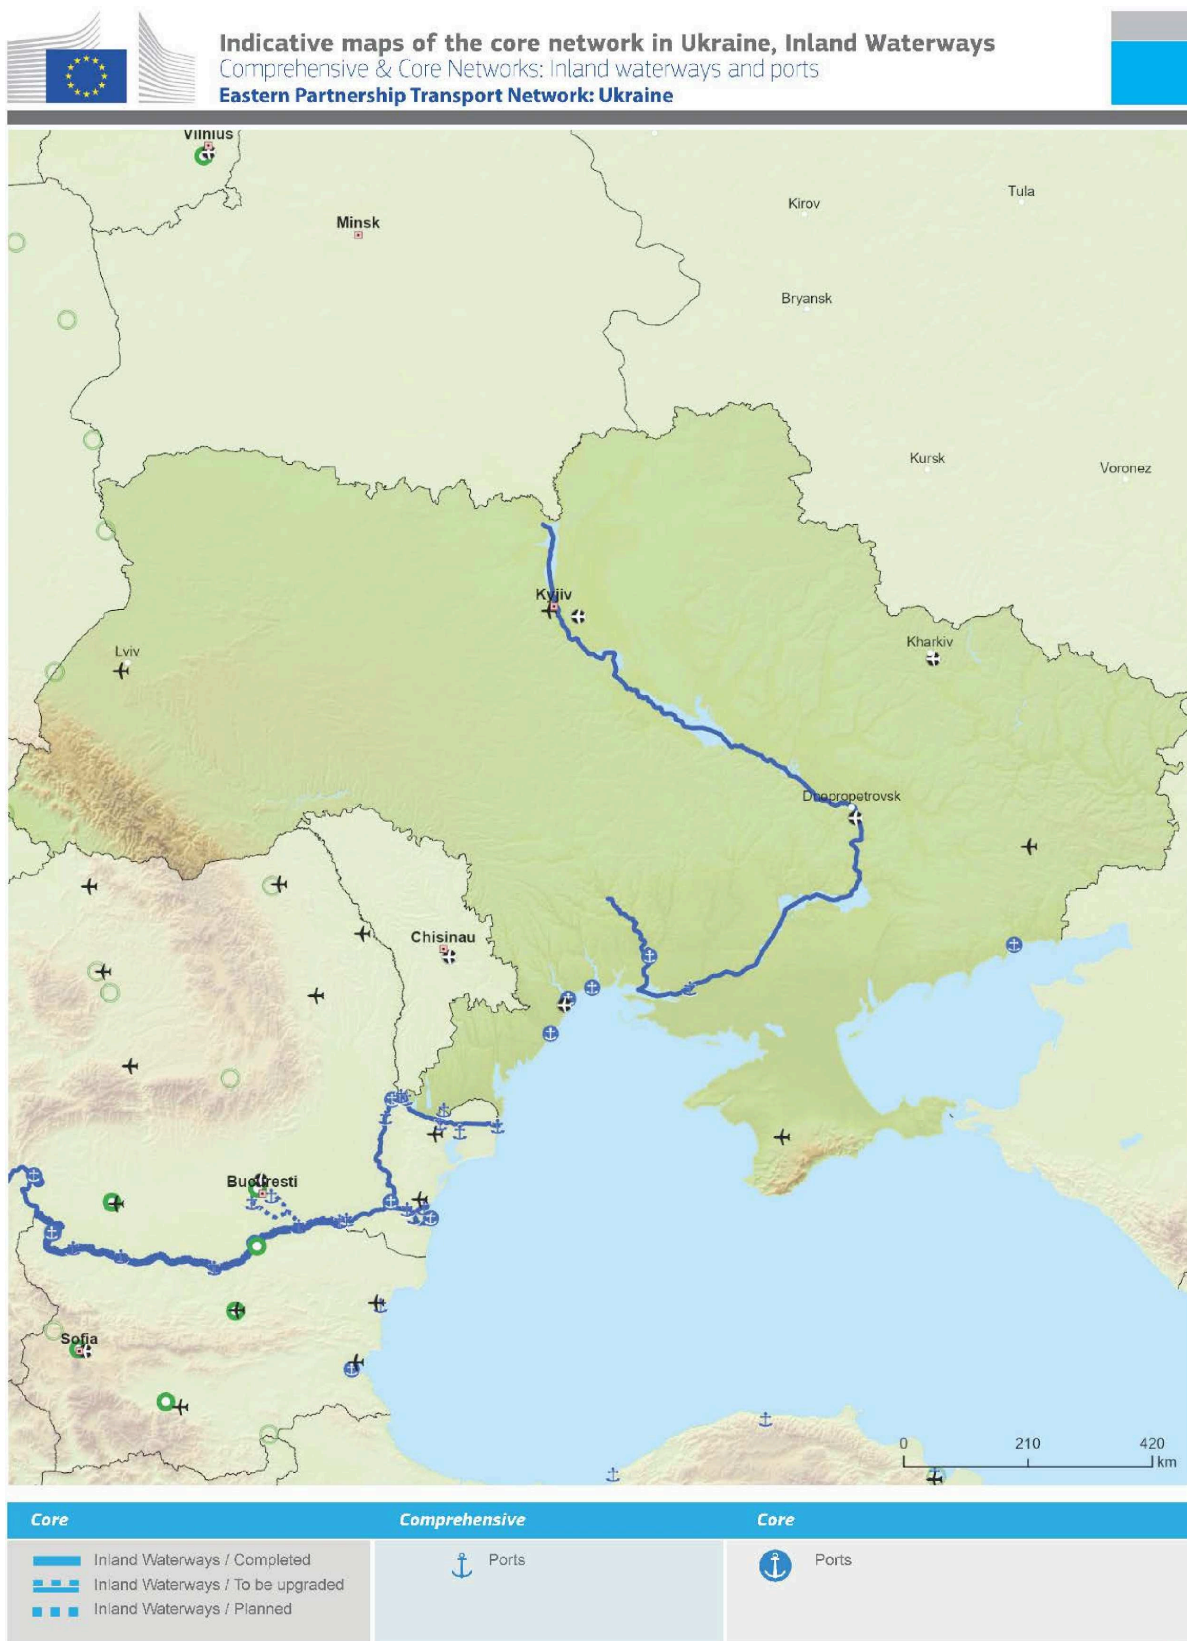 Indicative maps of the core network in Ukraine, Inland Waterways
Comprehensive & Core Networks: Inland waterways and ports
Eastern Partnership Transport Network: Ukraine
Vilnius
Tula
Kirov
Minsk
Bryansk
Kursk
Voronez
Kyjiv
Kharkiv
Lviv
Dnepropetrovsk
Chisinau
Bucuresti
Sofia
0 210 420
km
Core Comprehensive Core
Inland Waterways / Completed
Ports
Ports
Inland Waterways / To be upgraded
Inland Waterways / Planned